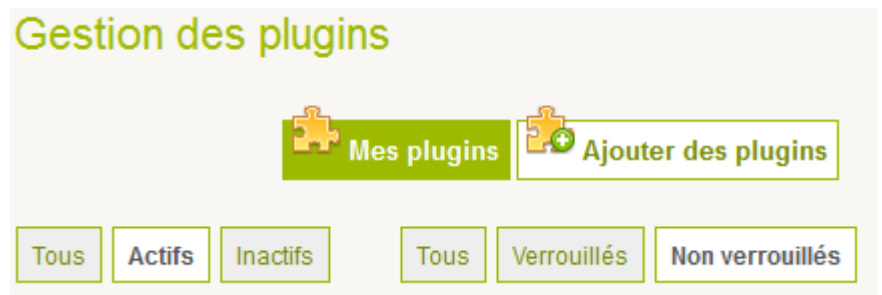 Gestion des plugins
Mes plugins Ajouter des plugins
Tous Actifs Inactifs Tous Verrouillés Non verrouillés